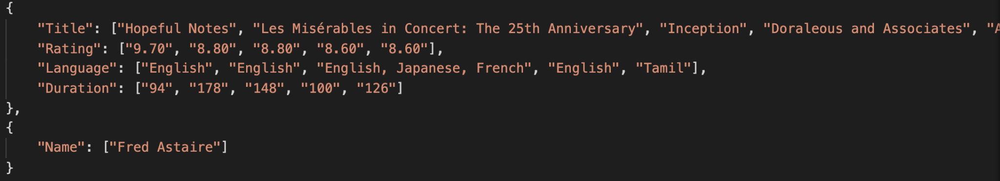 {
"Title": ["Hopeful Notes", "Les Misérables in Concert: The 25th Anniversary", "Inception", "Doraleous and Associates", "A
"Rating": ["9.70", "8.80", "8.80", "8.60", "8.60"],
"Language": ["English", "English", "English, Japanese, French", "English", "Tamil"],
"Duration": ["94", "178", "148", "100", "126"]
},
{
"Name": ["Fred Astaire"]
}